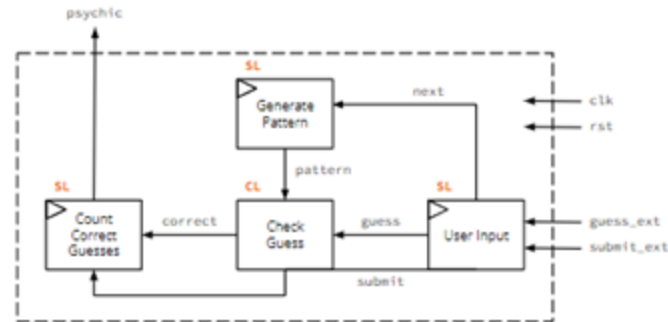 psychic
SL
Generate
Pattern
next
clk
rst
pattern
SL
Count
Correct
Guesses
correct
CL
Check
Guess
guess
SL
User Input
guess_ext
submit_ext
submit